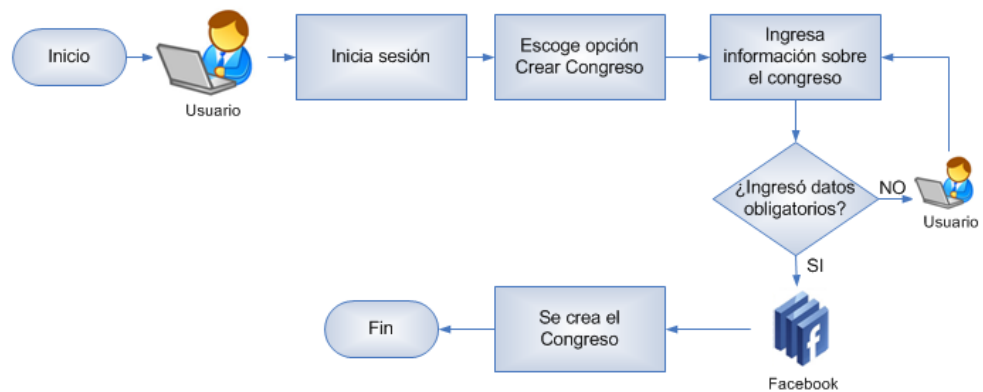 Inicio
Usuario
Inicia sesión
Escoge opción
Crear Congreso
Ingresa
información sobre
el congreso
¿Ingresó datos
obligatorios?
NO
Usuario
SI
Facebook
Se crea el
Congreso
Fin